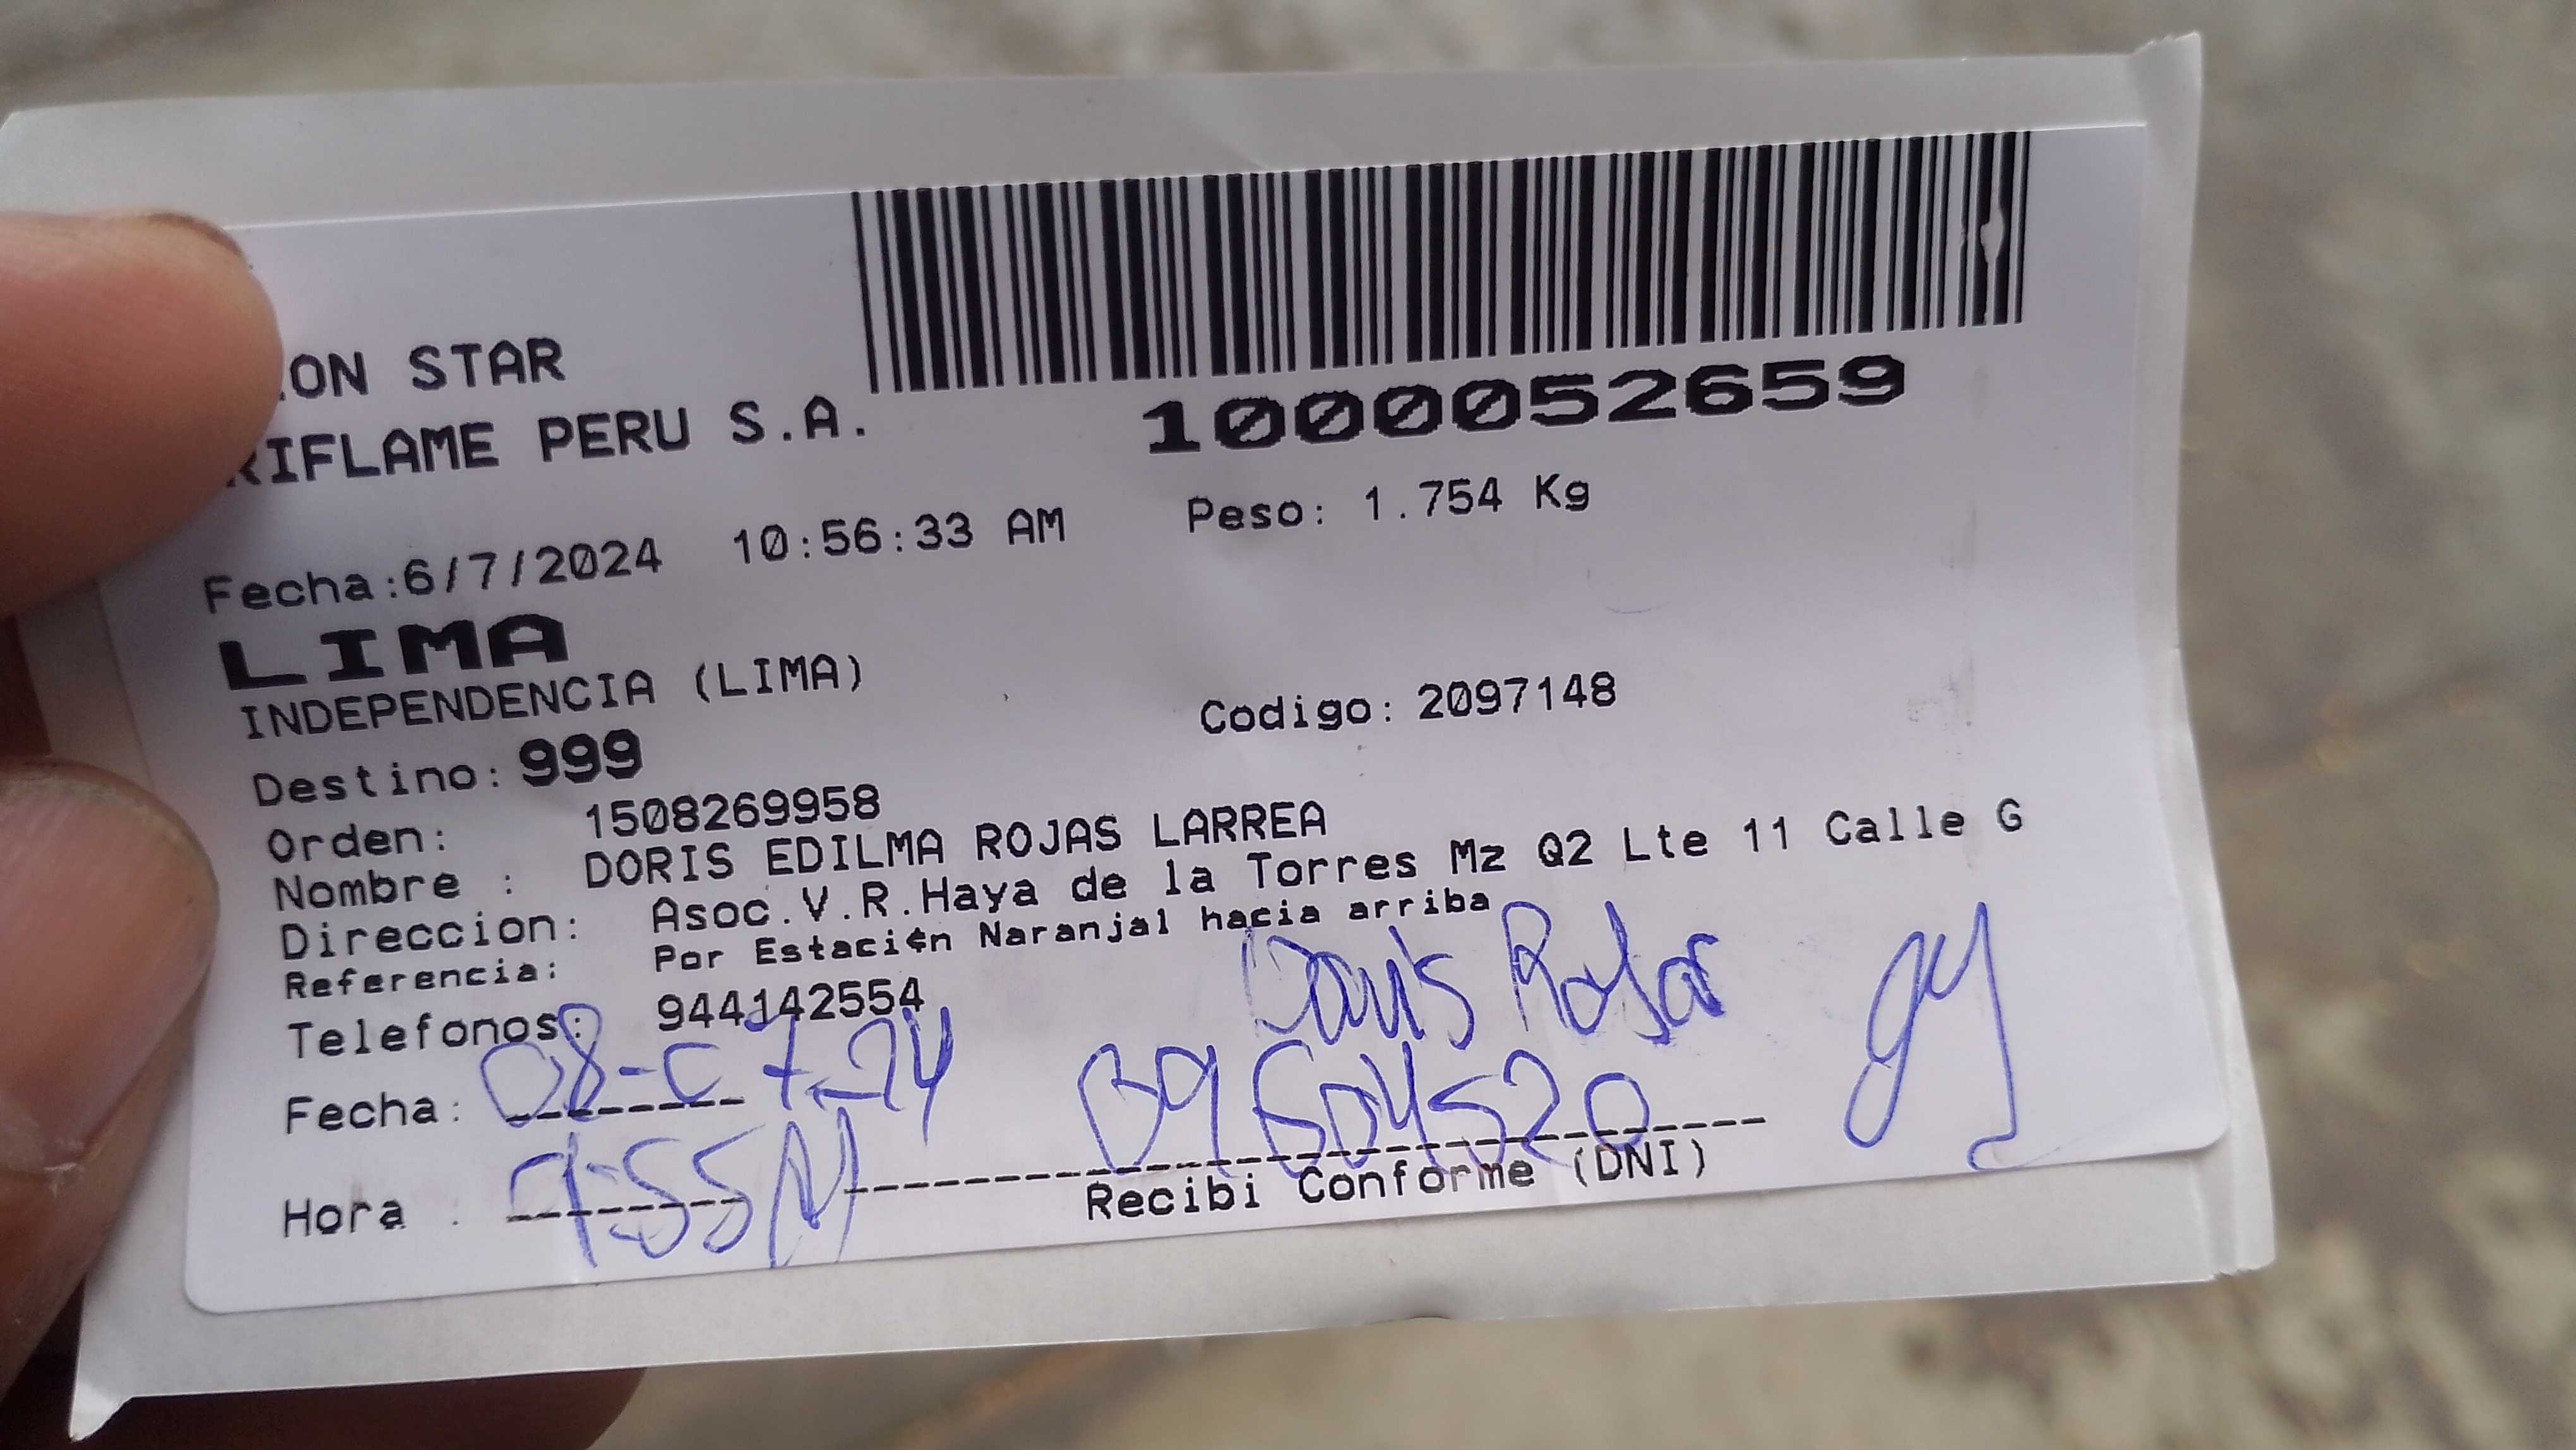 ON STAR
RIFLAME PERU S.A.
1000052659
Fecha:6/7/2024 10:56:33 AM
Peso: 1.754 Kg
LIMA
INDEPENDENCIA (LIMA)
Codigo: 2097148
Destino: 999
Orden: 1508269958
Nombre : DORIS EDILMA ROJAS LARREA
Direccion: Asoc.V.R.Haya de la Torres Mz Q2 Lte 11 Calle G
Referencia: Por Estaci¢n Naranjal hacia arriba
Telefonos: 944142554
Doris Rojas
Fecha: 08-07-24
Hora :
Recibi Conforme (DNI)